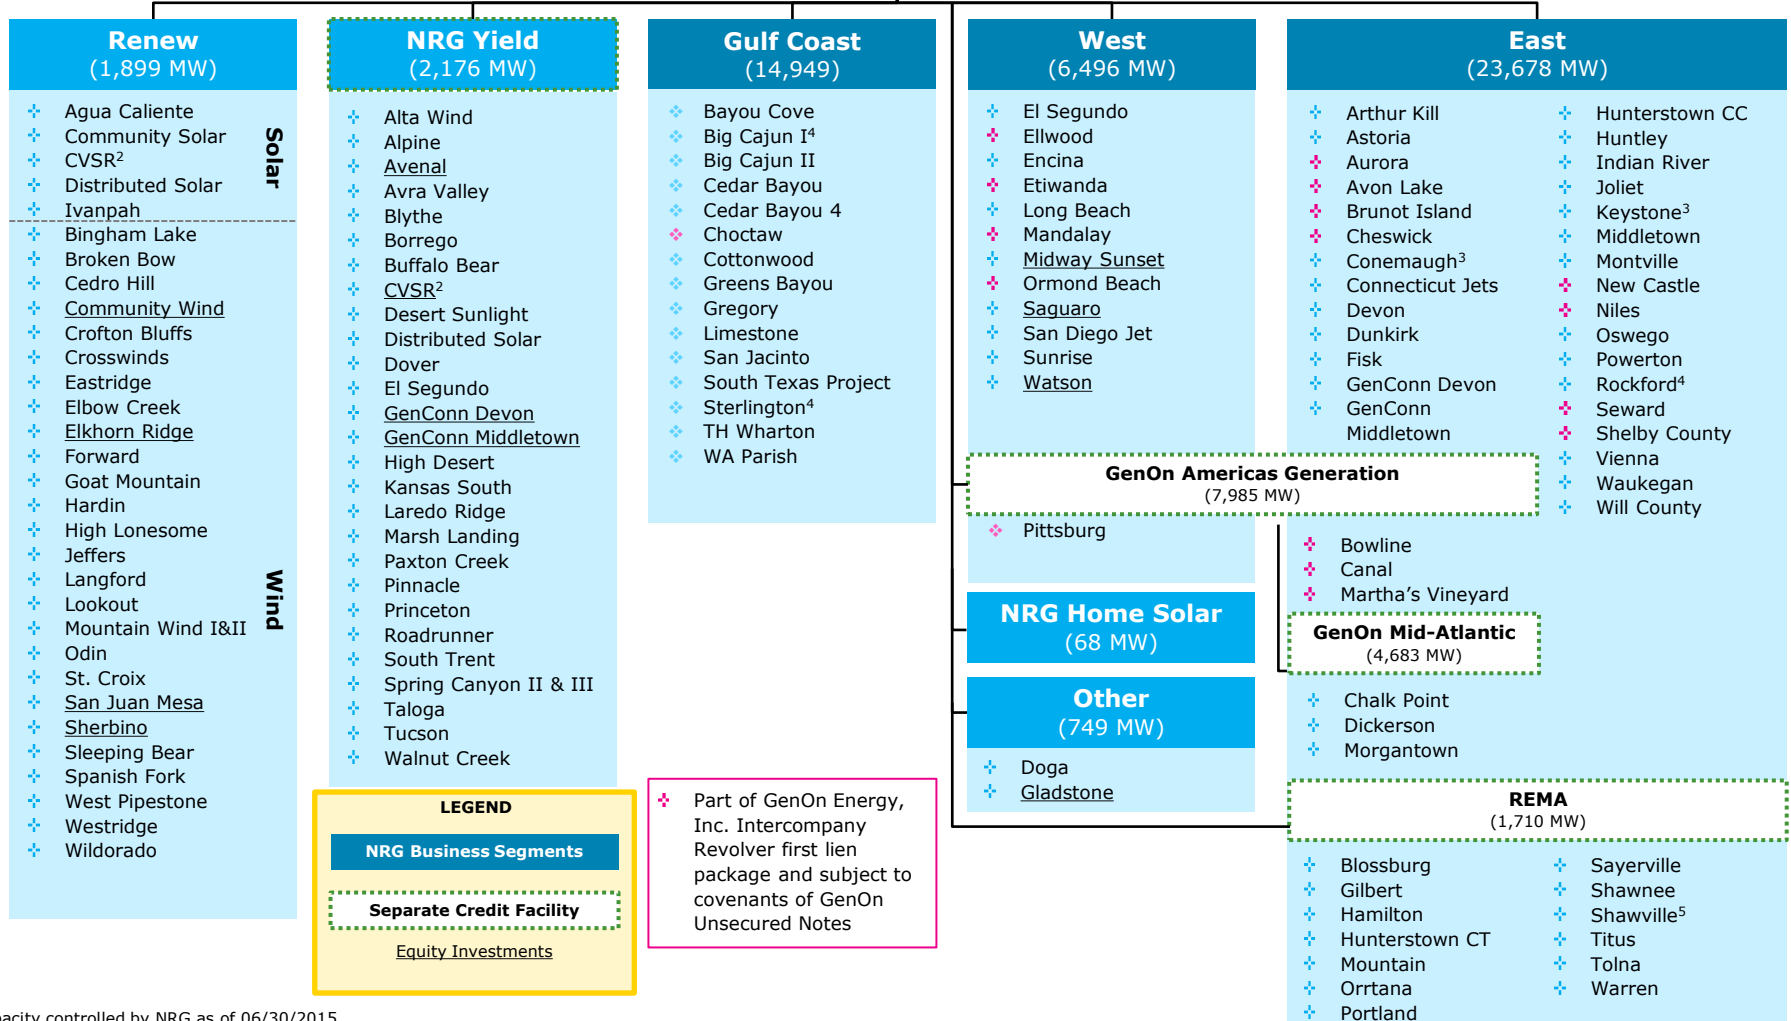 Renew
(1,899 MW)
Agua Caliente
Community Solar
CVSR2
Distributed Solar
Ivanpah
Solar
Bingham Lake
Broken Bow
Cedro Hill
Community Wind
Crofton Bluffs
Crosswinds
Eastridge
Elbow Creek
Elkhorn Ridge
Forward
Goat Mountain
Hardin
High Lonesome
Jeffers
Langford
Lookout
Mountain Wind I&II
Odin
St. Croix
San Juan Mesa
Sherbino
Sleeping Bear
Spanish Fork
West Pipestone
Westridge
Wildorado
Wind
NRG Yield
(2,176 MW)
Alta Wind
Alpine
Avenal
Avra Valley
Blythe
Borrego
Buffalo Bear
CVSR2
Desert Sunlight
Distributed Solar
Dover
El Segundo
GenConn Devon
GenConn Middletown
High Desert
Kansas South
Laredo Ridge
Marsh Landing
Paxton Creek
Pinnacle
Princeton
Roadrunner
South Trent
Spring Canyon II & III
Taloga
Tucson
Walnut Creek
LEGEND
NRG Business Segments
Separate Credit Facility
Equity Investments
Gulf Coast
(14,949)
Bayou Cove
Big Cajun I4
Big Cajun II
Cedar Bayou
Cedar Bayou 4
Choctaw
Cottonwood
Greens Bayou
Gregory
Limestone
San Jacinto
South Texas Project
Sterlington4
TH Wharton
WA Parish
Part of GenOn Energy,
Inc. Intercompany
Revolver first lien
package and subject to
covenants of GenOn
Unsecured Notes
West
(6,496 MW)
El Segundo
Ellwood
Encina
Etiwanda
Long Beach
Mandalay
Midway Sunset
Ormond Beach
Saguaro
San Diego Jet
Sunrise
Watson
GenOn Americas Generation
(7,985 MW)
Pittsburg
NRG Home Solar
(68 MW)
Other
(749 MW)
Doga
Gladstone
East
(23,678 MW)
Arthur Kill
Astoria
Aurora
Avon Lake
Brunot Island
Cheswick
Conemaugh3
Connecticut Jets
Devon
Dunkirk
Fisk
GenConn Devon
GenConn
Middletown
Hunterstown CC
Huntley
Indian River
Joliet
Keystone3
Middletown
Montville
New Castle
Niles
Oswego
Powerton
Rockford4
Seward
Shelby County
Vienna
Waukegan
Will County
Bowline
Canal
Martha's Vineyard
GenOn Mid-Atlantic
(4,683 MW)
Chalk Point
Dickerson
Morgantown
REMA
(1,710 MW)
Blossburg
Gilbert
Hamilton
Hunterstown CT
Mountain
Orrtana
Portland
Sayerville
Shawnee
Shawville5
Titus
Tolna
Warren
controlled by NRG as of 06/30/2015